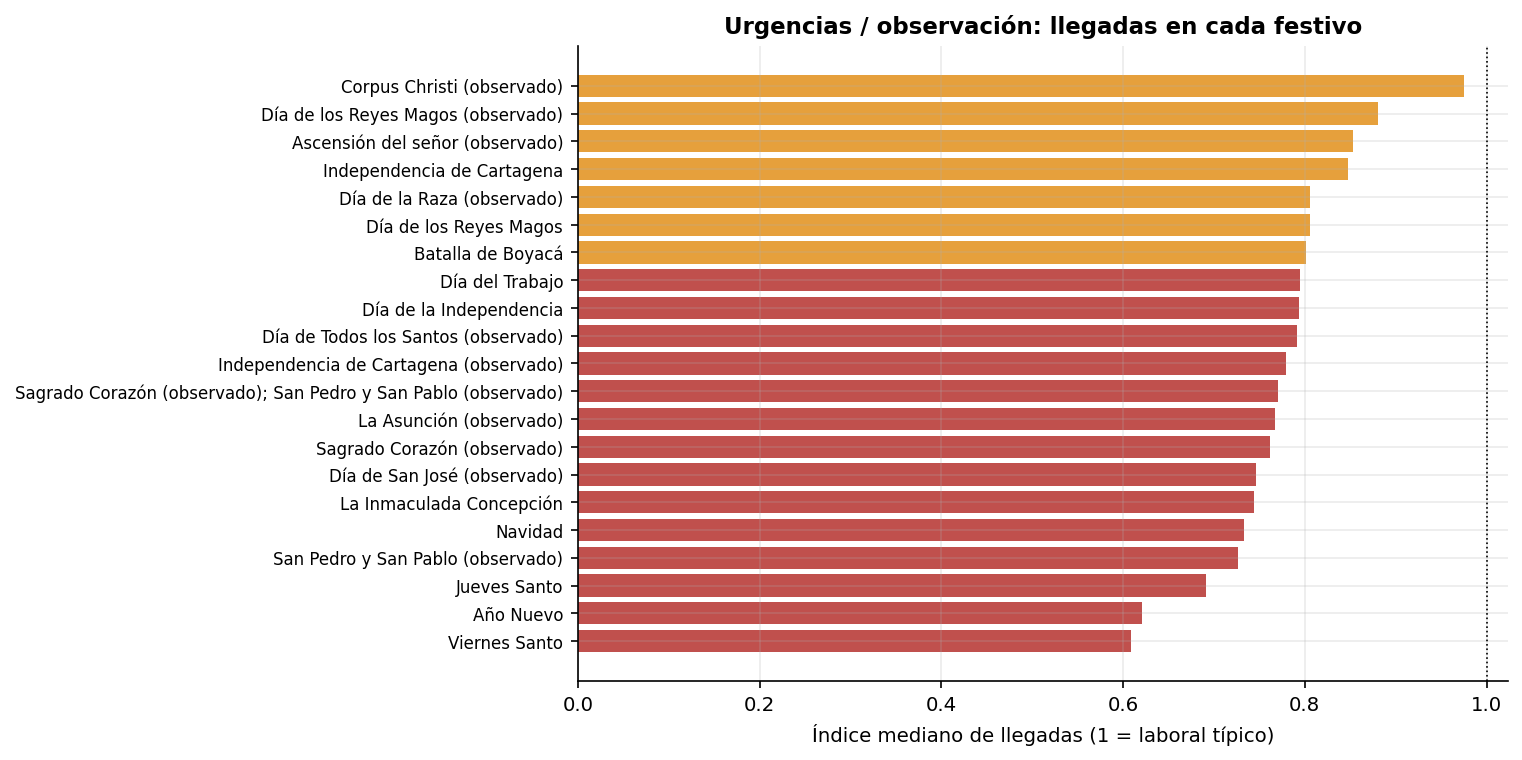 Urgencias / observación: llegadas en cada festivo
Corpus Christi (observado)
Día de los Reyes Magos (observado)
Ascensión del señor (observado)
Independencia de Cartagena
Día de la Raza (observado)
Día de los Reyes Magos
Batalla de Boyacá
Día del Trabajo
Día de la Independencia
Día de Todos los Santos (observado)
Independencia de Cartagena (observado)
Sagrado Corazón (observado); San Pedro y San Pablo (observado)
La Asunción (observado)
Sagrado Corazón (observado)
Día de San José (observado)
La Inmaculada Concepción
Navidad
San Pedro y San Pablo (observado)
Jueves Santo
Año Nuevo
Viernes Santo
0.0 0.2 0.4 0.6 0.8 1.0
Índice mediano de llegadas (1 = laboral típico)